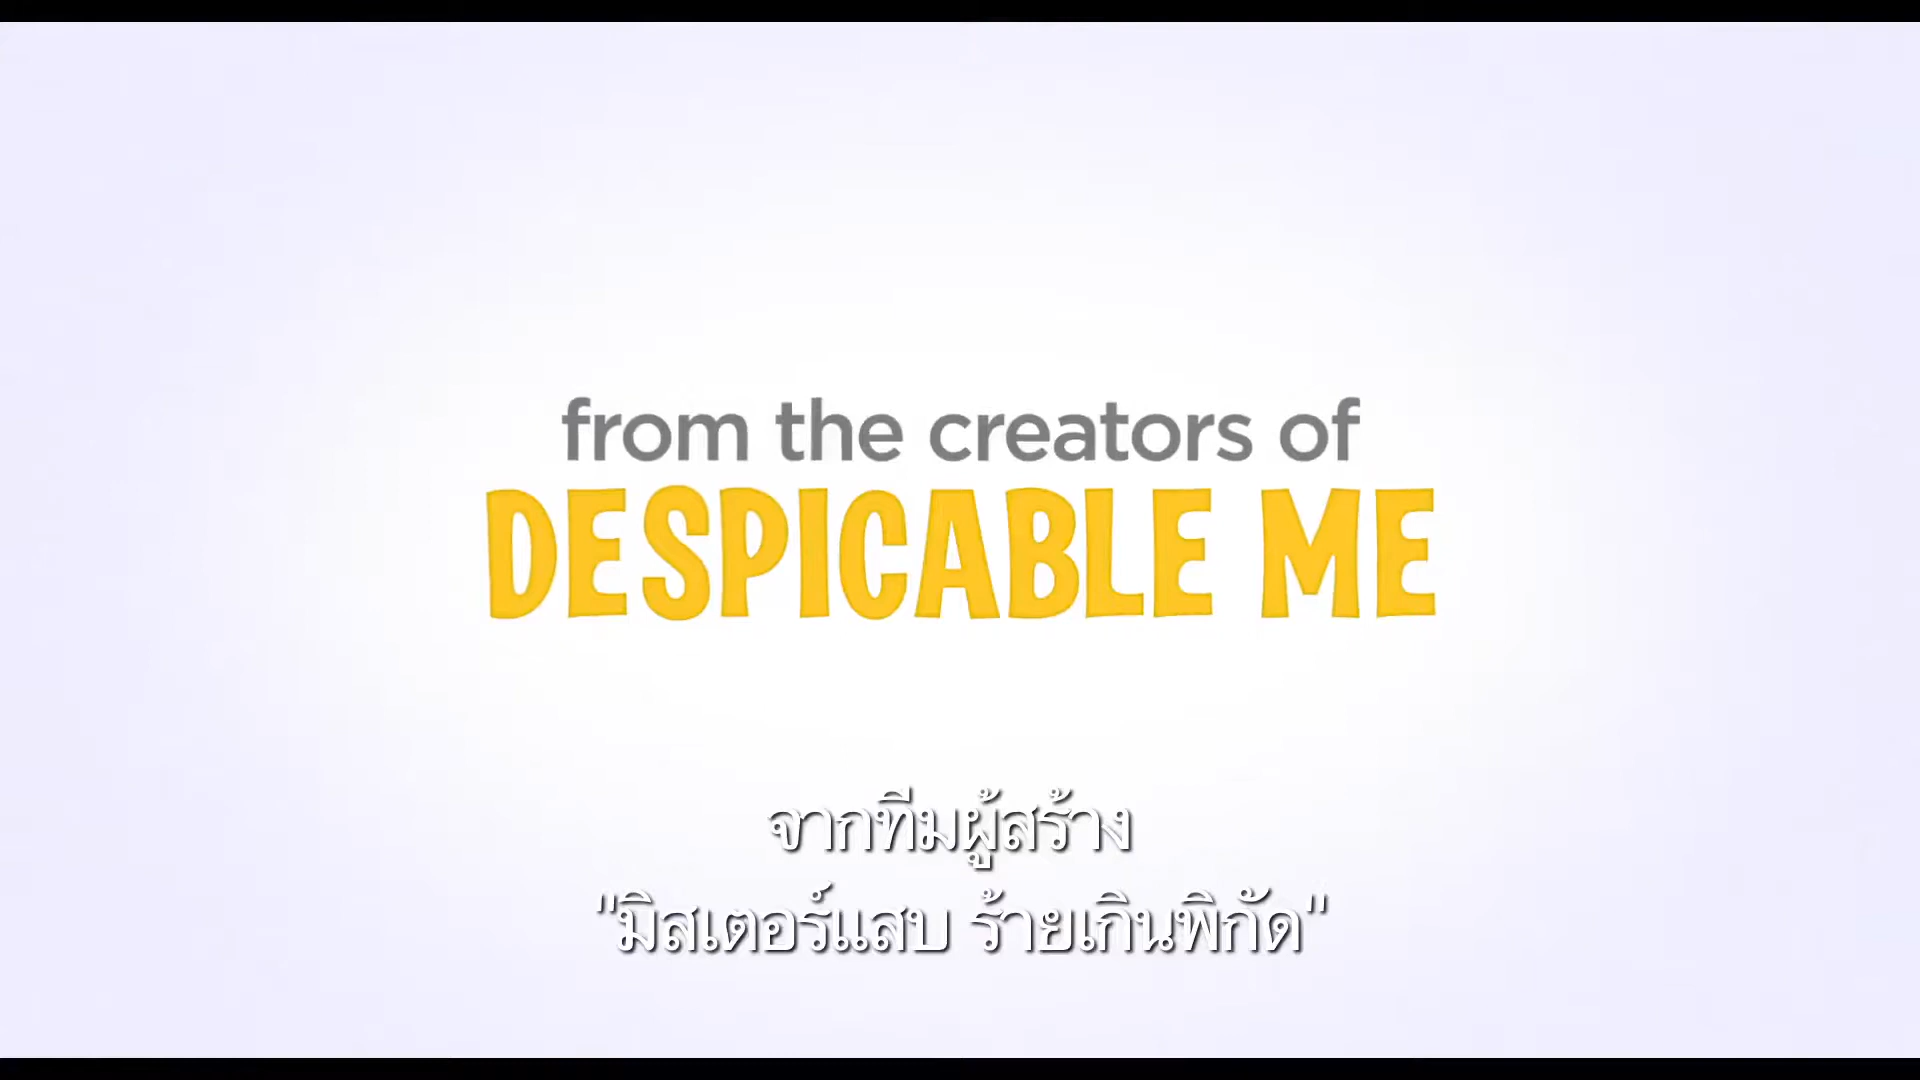 from the creators of
DESPICABLE ME
จากทีมผู้สร้าง
"มิสเตอร์แสบ ร้ายเกินพิกัด"